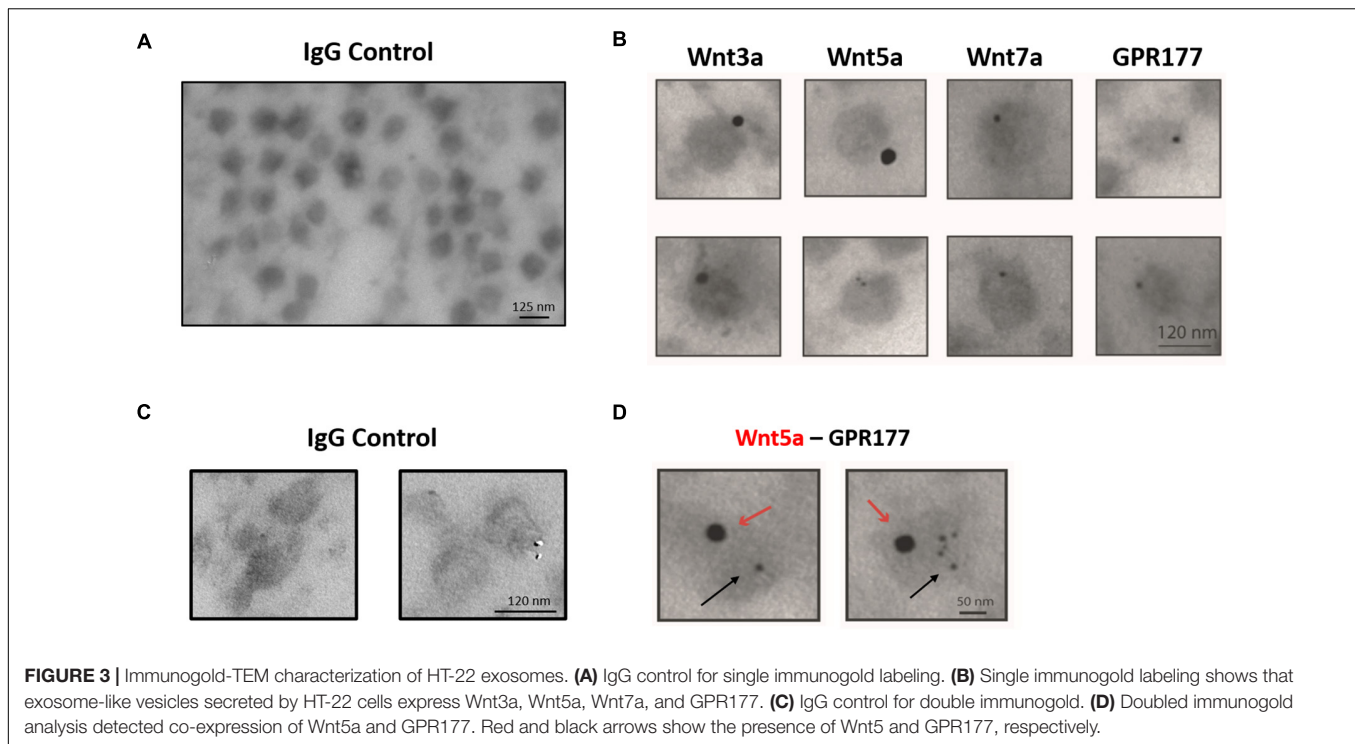 A
IgG Control
125 nm
B
Wnt3a Wnt5a Wnt7a GPR177
120 nm
C
IgG Control
120 nm
D
Wnt5a – GPR177
50 nm
FIGURE 3 | Immunogold-TEM characterization of HT-22 exosomes. (A) IgG control for single immunogold labeling. (B) Single immunogold labeling shows that
exosome-like vesicles secreted by HT-22 cells express Wnt3a, Wnt5a, Wnt7a, and GPR177. (C) IgG control for double immunogold. (D) Doubled immunogold
analysis detected co-expression of Wnt5a and GPR177. Red and black arrows show the presence of Wnt5 and GPR177, respectively.